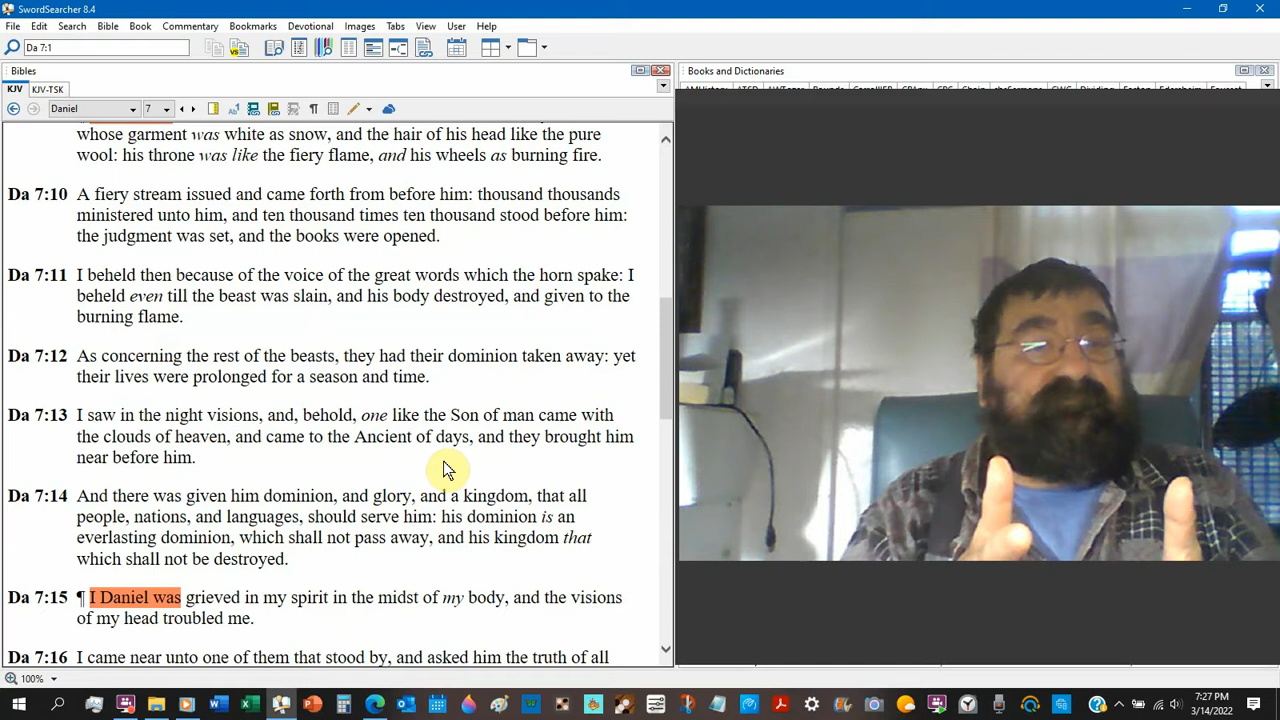 SwordSearcher 8.4
File Edit Search Bible Book Commentary Bookmarks Devotional Images Tabs View User Help
Da 7:1
Bibles
Books and Dictionaries
KJV KJV-TSK
Daniel 7
whose garment was white as snow, and the hair of his head like the pure
wool: his throne was like the fiery flame, and his wheels as burning fire.
Da 7:10 A fiery stream issued and came forth from before him: thousand thousands
ministered unto him, and ten thousand times ten thousand stood before him:
the judgment was set, and the books were opened.
Da 7:11 I beheld then because of the voice of the great words which the horn spake: I
beheld even till the beast was slain, and his body destroyed, and given to the
burning flame.
Da 7:12 As concerning the rest of the beasts, they had their dominion taken away: yet
their lives were prolonged for a season and time.
Da 7:13 I saw in the night visions, and, behold, one like the Son of man came with
the clouds of heaven, and came to the Ancient of days, and they brought him
near before him.
Da 7:14 And there was given him dominion, and glory, and a kingdom, that all
people, nations, and languages, should serve him: his dominion is an
everlasting dominion, which shall not pass away, and his kingdom that
which shall not be destroyed.
Da 7:15 ¶ I Daniel was grieved in my spirit in the midst of my body, and the visions
of my head troubled me.
Da 7:16 I came near unto one of them that stood by, and asked him the truth of all
100%
7:27 PM
3/14/2022